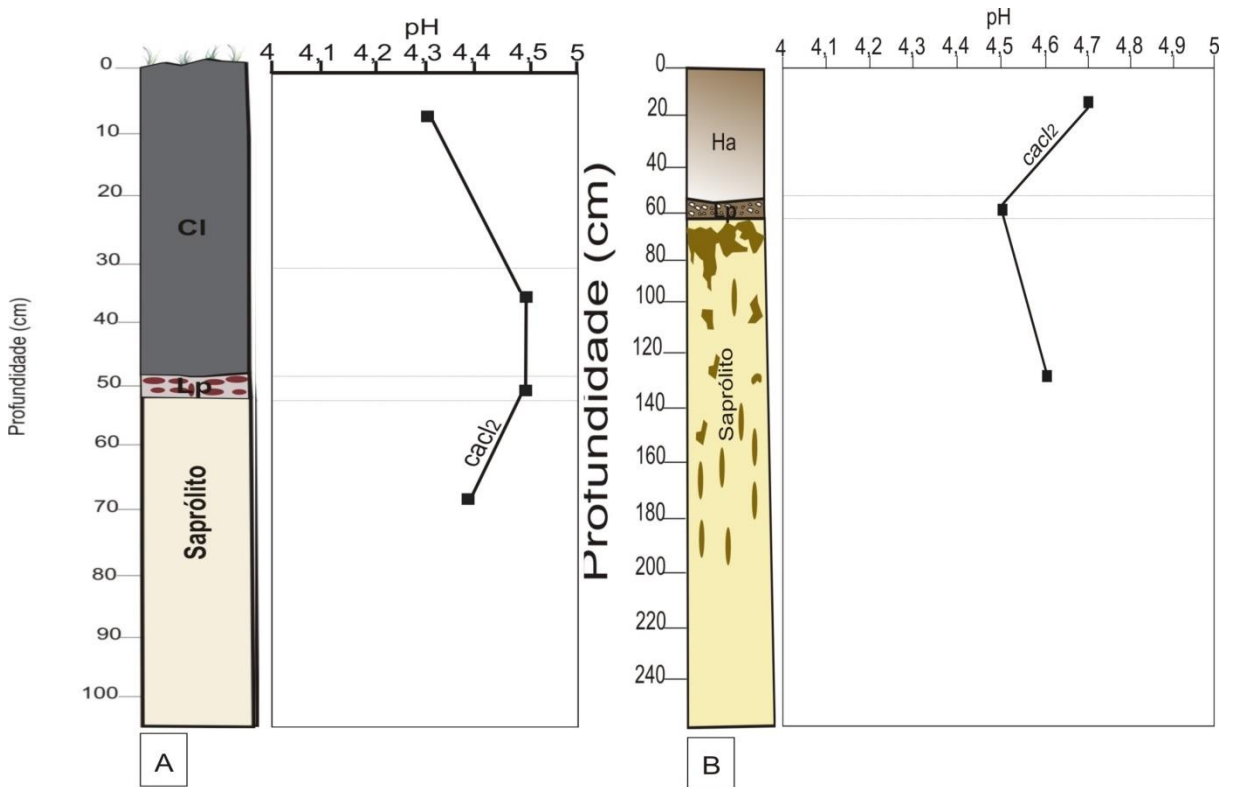 pH
4 4,1 4,2 4,3 4,4 4,5 5
Profundidade (cm)
0
10
20
30
40
50
60
70
80
90
100
Cl
Lp
Saprólito
cacl2
A
pH
4 4,1 4,2 4,3 4,4 4,5 4,6 4,7 4,8 4,9 5
Profundidade (cm)
0
20
40
60
80
100
120
140
160
180
200
220
240
Ha
Lp
Saprólito
cacl2
B